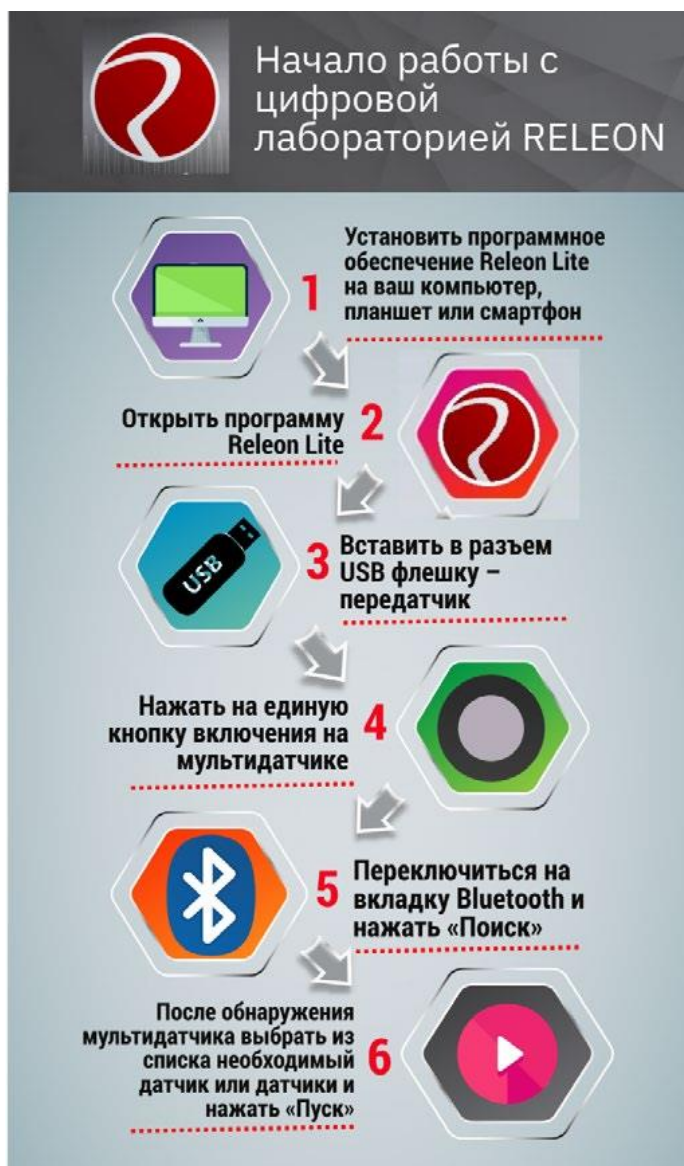 Начало работы с
цифровой
лабораторией RELEON
Установить программное
обеспечение Releon Lite
на ваш компьютер,
планшет или смартфон
1
Открыть программу
Releon Lite
2
USB
3
Вставить в разъем
USB флешку –
передатчик
Нажать на единую
кнопку включения на
мультидатчике
4
5
Переключиться на
вкладку Bluetooth и
нажать «Поиск»
После обнаружения
мультидатчика выбрать из
списка необходимый
датчик или датчики и
нажать «Пуск»
6